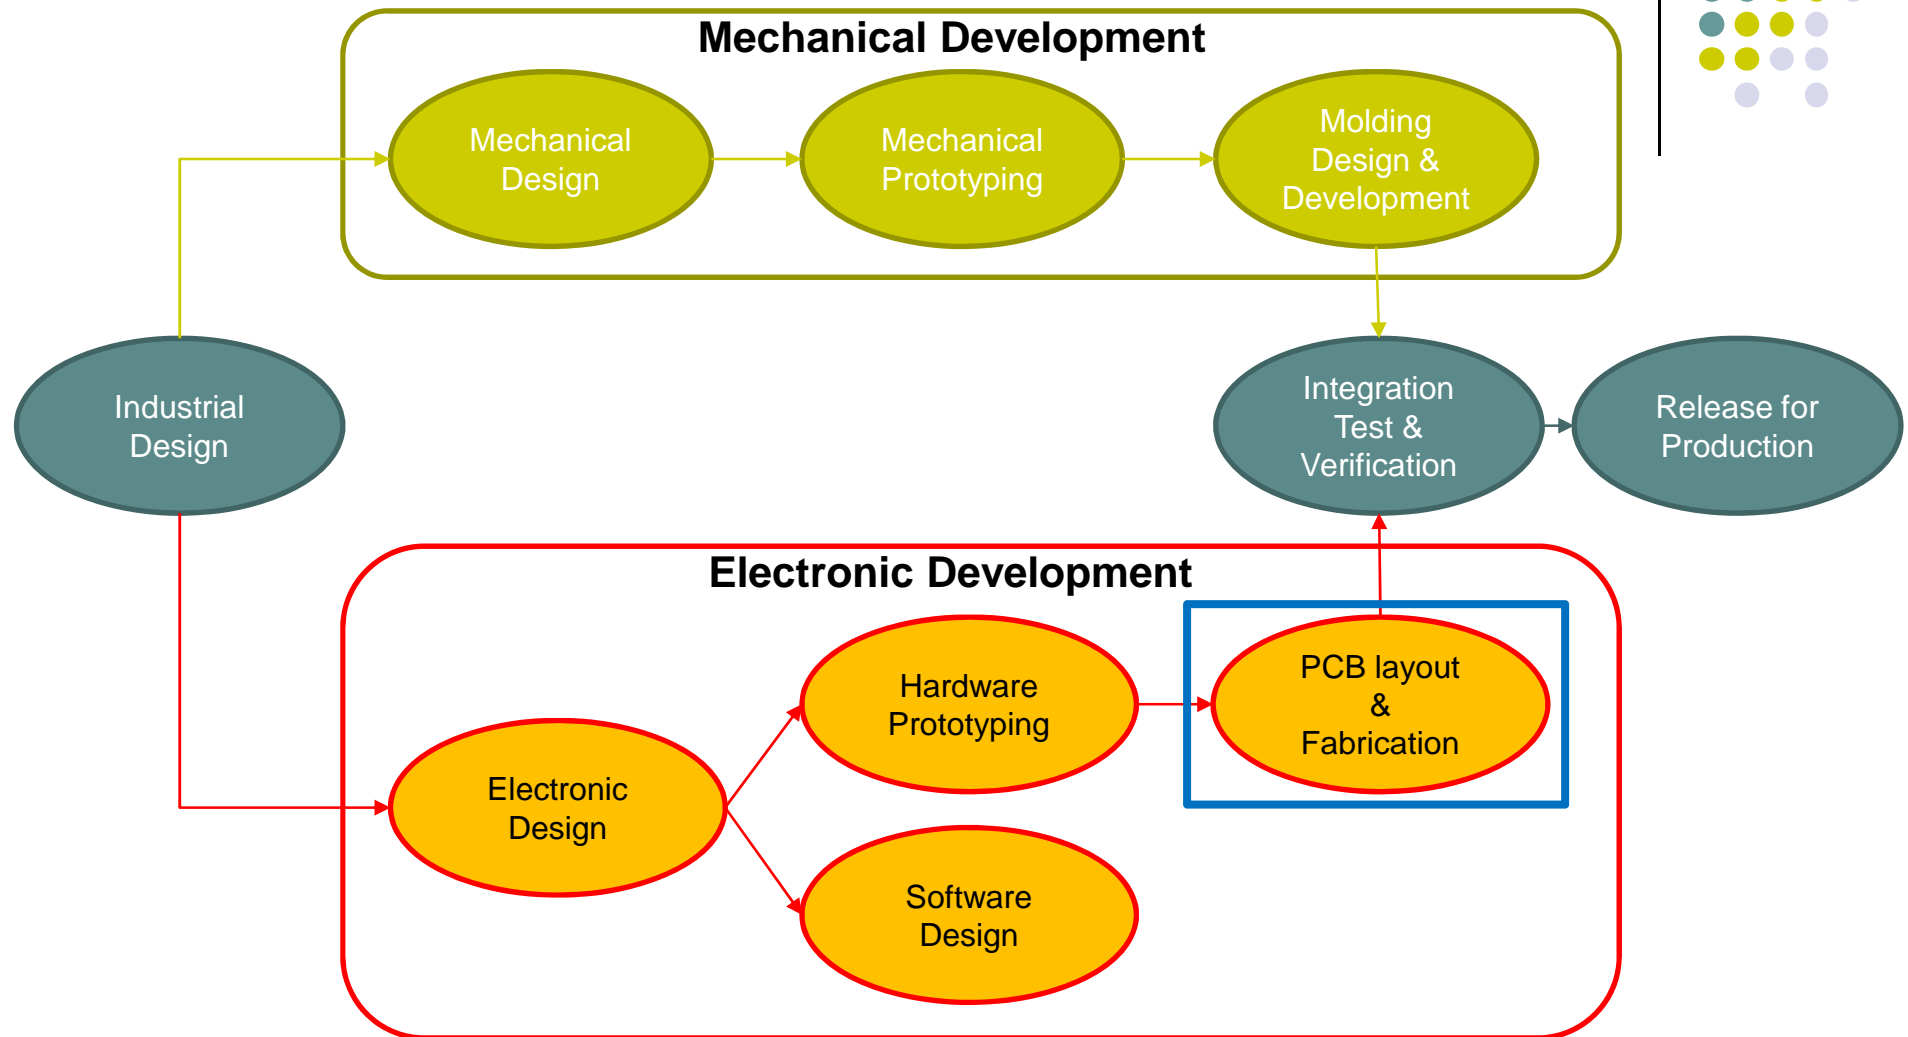 Mechanical Development
Mechanical
Design
Mechanical
Prototyping
Molding
Design &
Development
Industrial
Design
Integration
Test &
Verification
Release for
Production
Electronic Development
Electronic
Design
Hardware
Prototyping
PCB layout
&
Fabrication
Software
Design